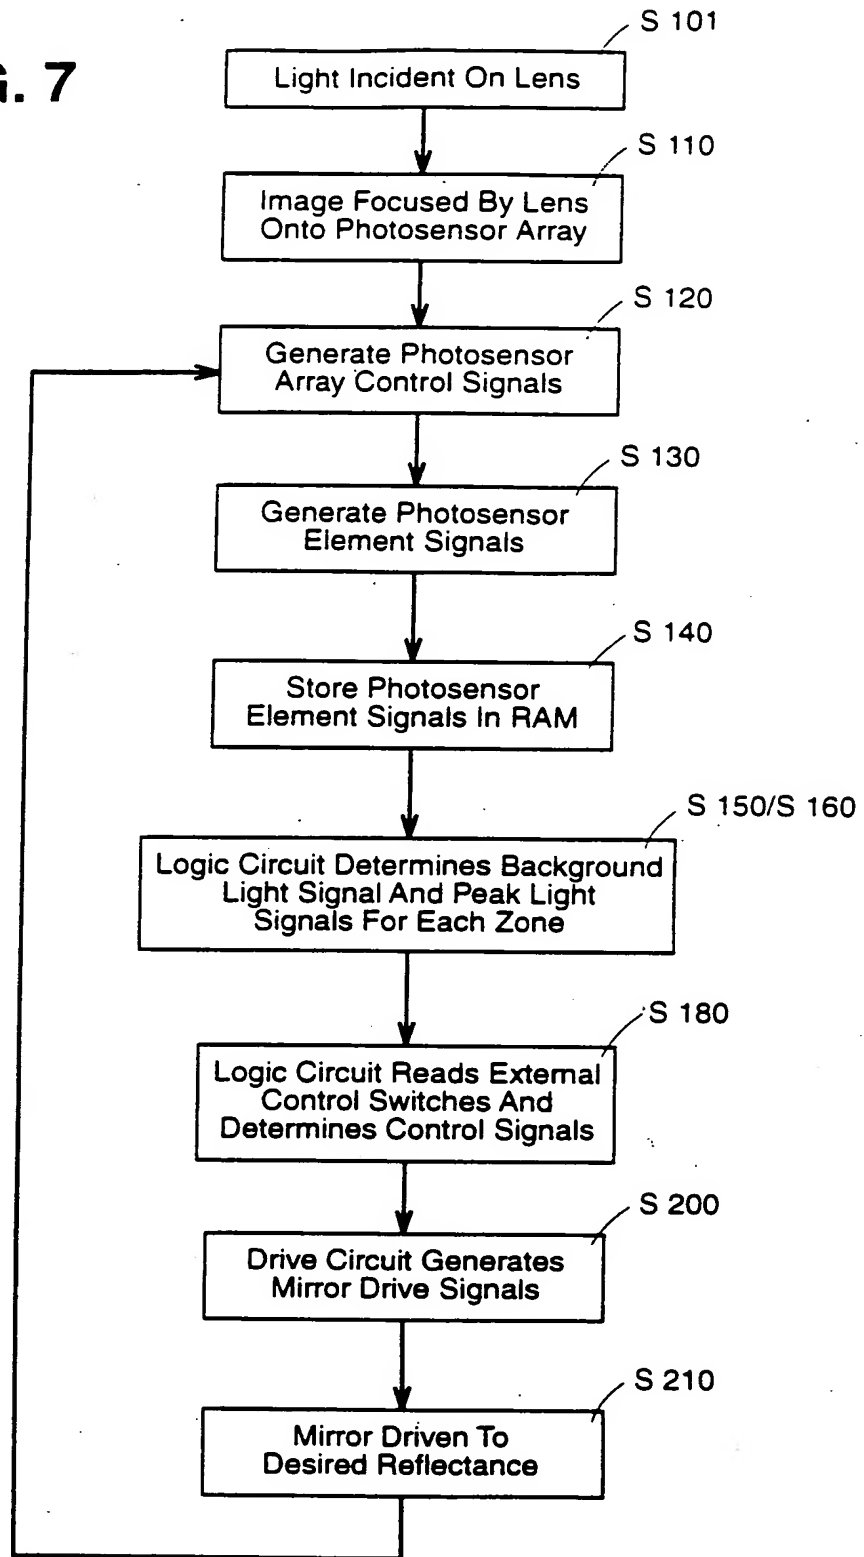 G. 7
S 101
Light Incident On Lens
S 110
Image Focused By Lens
Onto Photosensor Array
S 120
Generate Photosensor
Array Control Signals
S 130
Generate Photosensor
Element Signals
S 140
Store Photosensor
Element Signals In RAM
S 150/S 160
Logic Circuit Determines Background
Light Signal And Peak Light
Signals For Each Zone
S 180
Logic Circuit Reads External
Control Switches And
Determines Control Signals
S 200
Drive Circuit Generates
Mirror Drive Signals
S 210
Mirror Driven To
Desired Reflectance